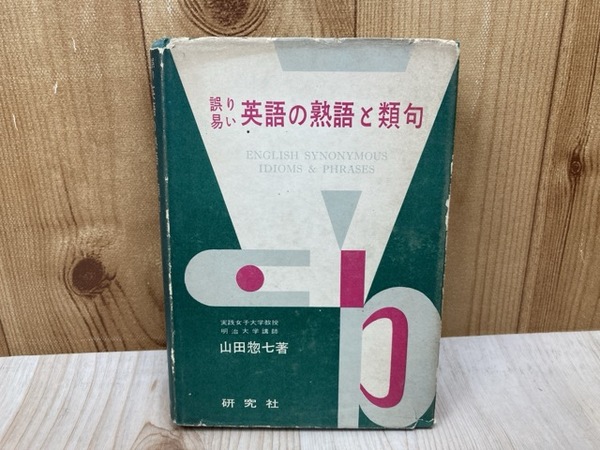 誤り易い 英語の熟語と類句
ENGLISH SYNONYMOUS
IDIOMS & PHRASES
実践女子大学教授
明治大学講師
山田惣七著
研究社